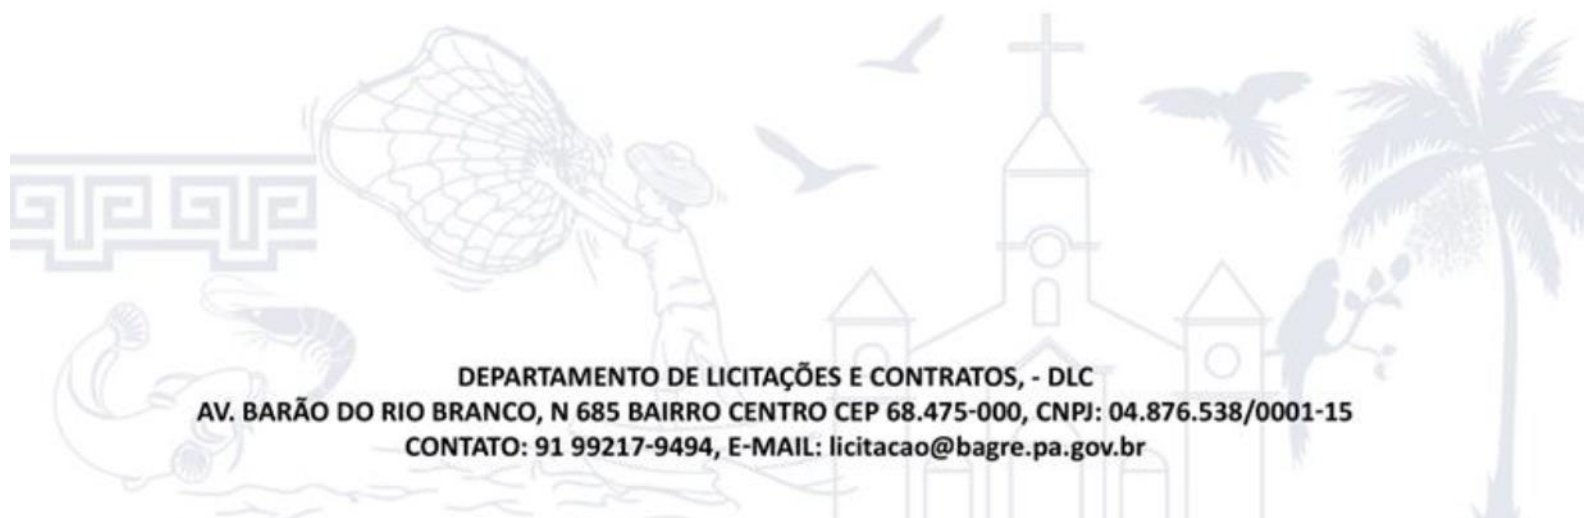 DEPARTAMENTO DE LICITAÇÕES E CONTRATOS, - DLC
AV. BARÃO DO RIO BRANCO, N 685 BAIRRO CENTRO CEP 68.475-000, CNPJ: 04.876.538/0001-15
CONTATO: 91 99217-9494, E-MAIL: licitacao@bagre.pa.gov.br